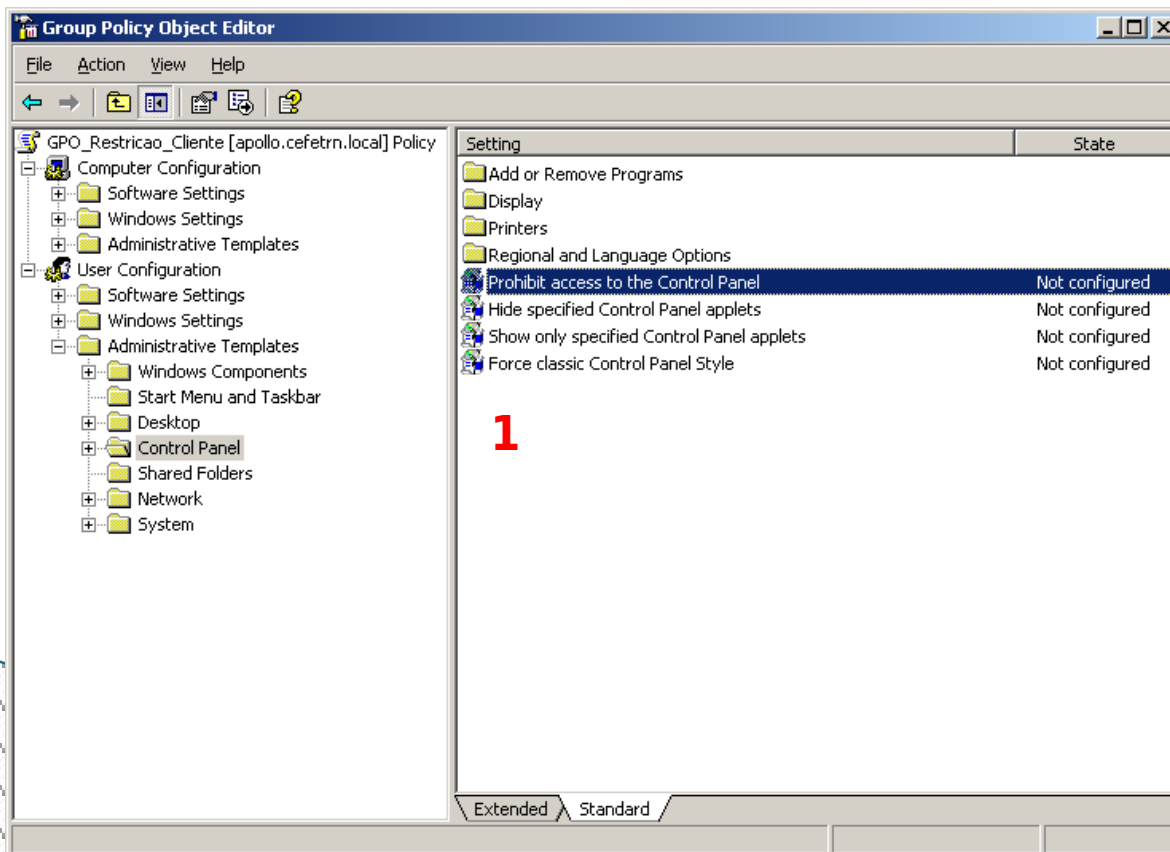 Group Policy Object Editor
File Action View Help
GPO_Restricao_Cliente [apollo.cefetrn.local] Policy
Computer Configuration
Software Settings
Windows Settings
Administrative Templates
User Configuration
Software Settings
Windows Settings
Administrative Templates
Windows Components
Start Menu and Taskbar
Desktop
Control Panel
Shared Folders
Network
System
Setting State
Add or Remove Programs
Display
Printers
Regional and Language Options
Prohibit access to the Control Panel Not configured
Hide specified Control Panel applets Not configured
Show only specified Control Panel applets Not configured
Force classic Control Panel Style Not configured
1
Extended Standard